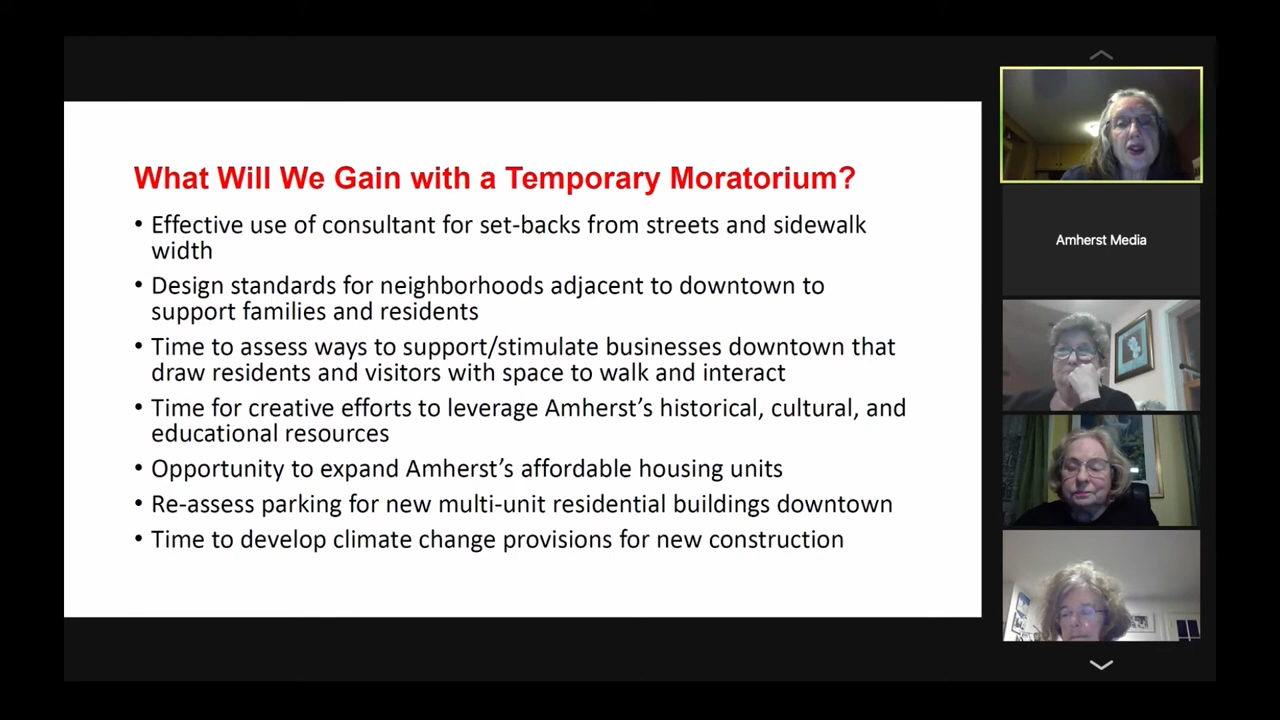 What Will We Gain with a Temporary Moratorium?
• Effective use of consultant for set-backs from streets and sidewalk
width
• Design standards for neighborhoods adjacent to downtown to
support families and residents
• Time to assess ways to support/stimulate businesses downtown that
draw residents and visitors with space to walk and interact
• Time for creative efforts to leverage Amherst’s historical, cultural, and
educational resources
• Opportunity to expand Amherst’s affordable housing units
• Re-assess parking for new multi-unit residential buildings downtown
• Time to develop climate change provisions for new construction
Amherst Media